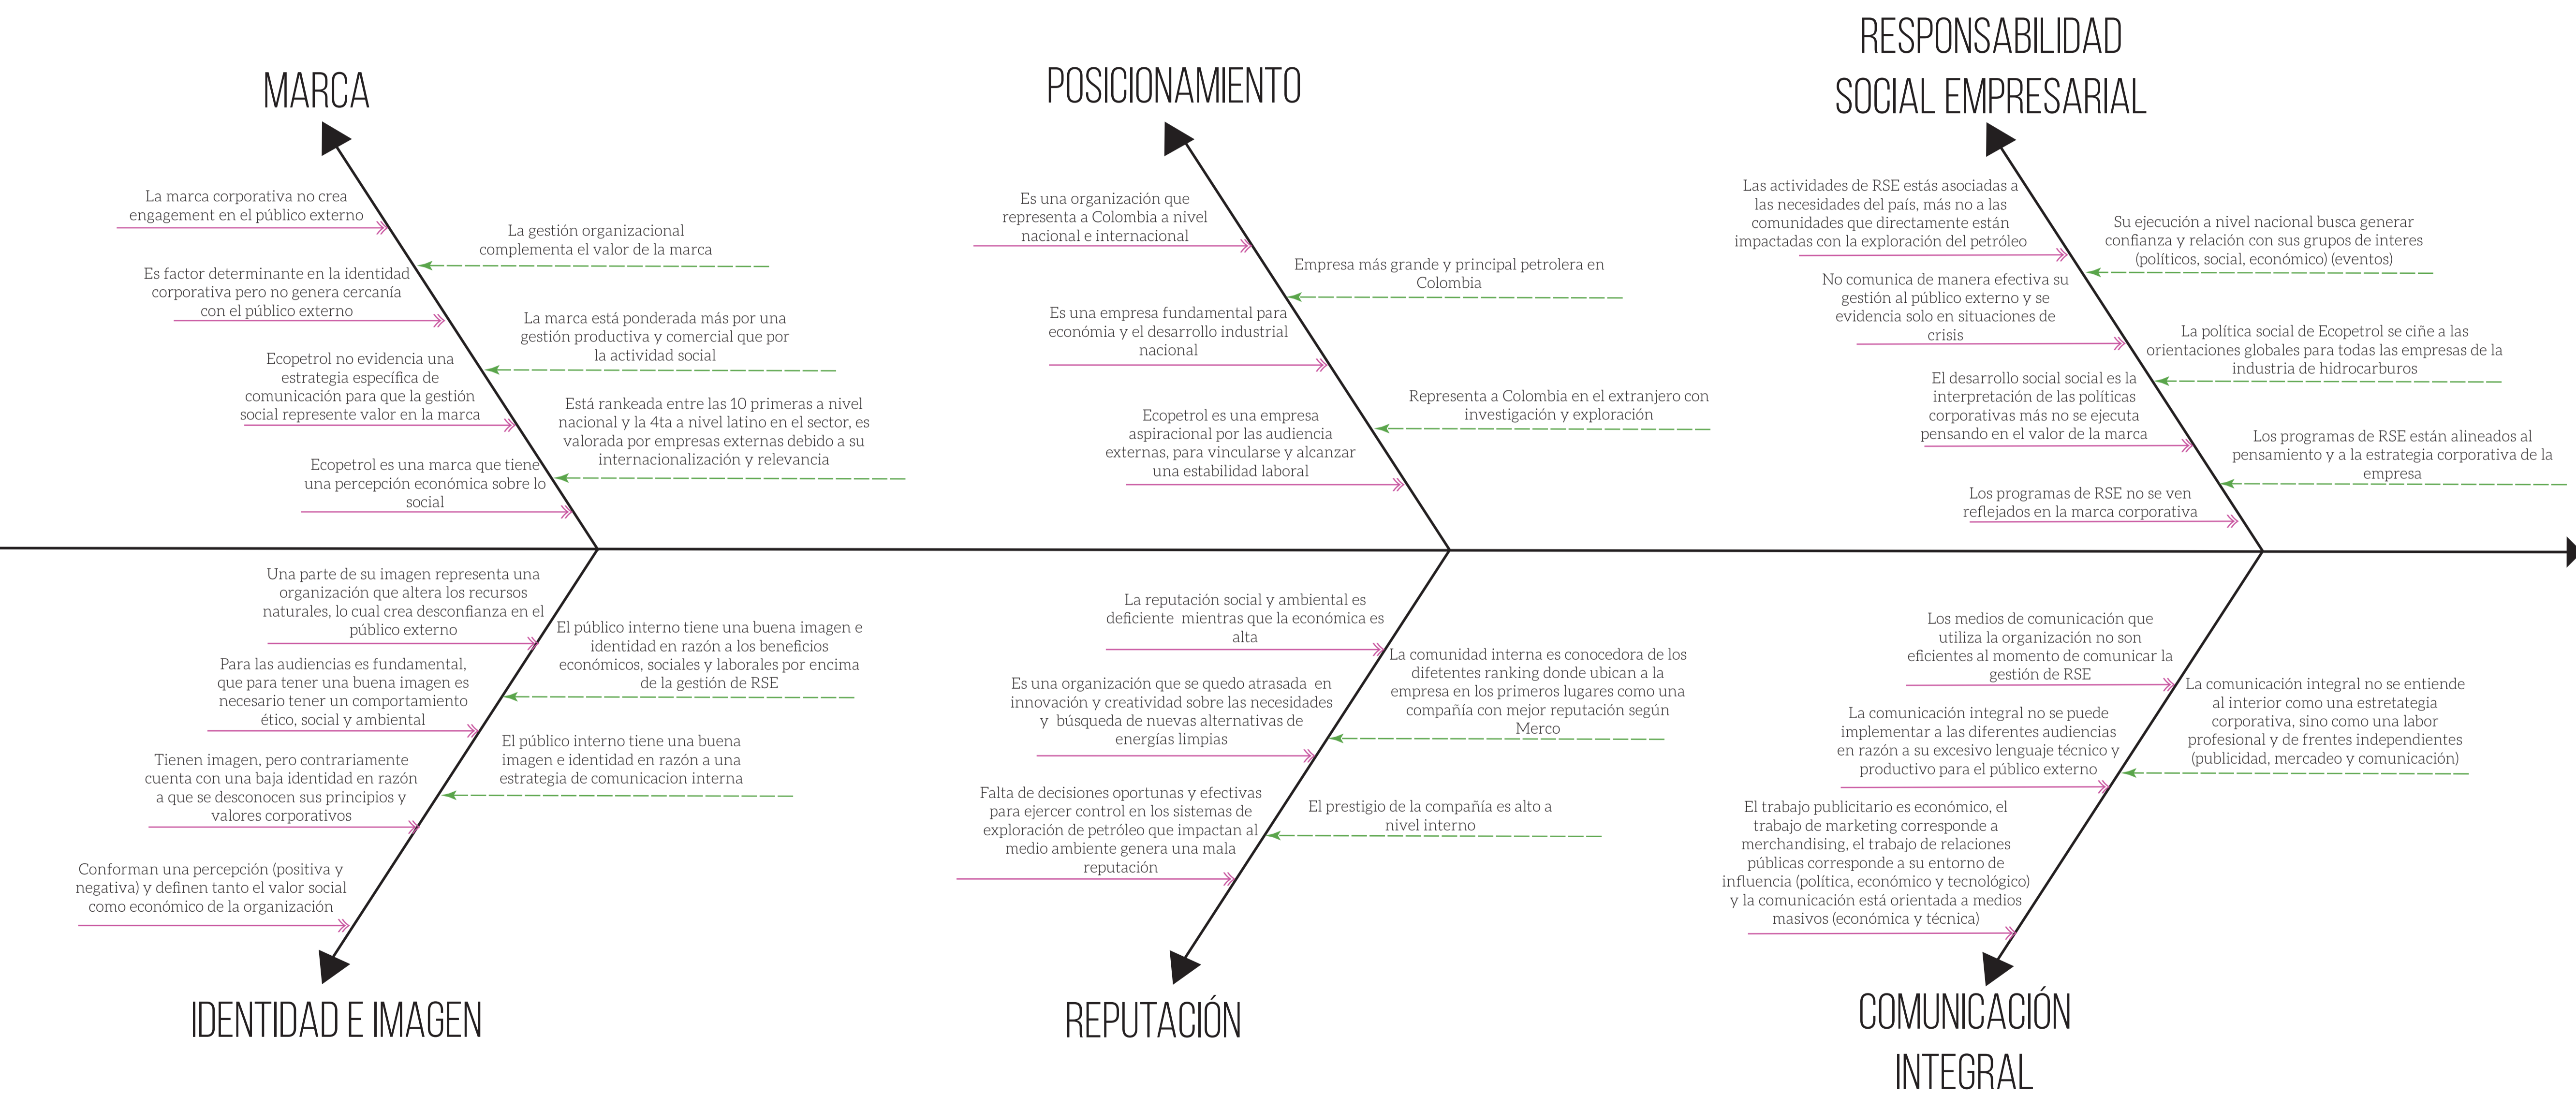 MARCA
La marca corporativa no crea
engagement en el público externo
Es factor determinante en la identidad
corporativa pero no genera cercanía
con el público externo
Ecopetrol no evidencia una
estrategia específica de
comunicación para que la gestión
social represente valor en la marca
Ecopetrol es una marca que tiene
una percepción económica sobre lo
social
La gestión organizacional
complementa el valor de la marca
La marca está ponderada más por una
gestión productiva y comercial que por
la actividad social
Está rankeada entre las 10 primeras a nivel
nacional y la 4ta a nivel latino en el sector, es
valorada por empresas externas debido a su
internacionalización y relevancia
POSICIONAMIENTO
Es una organización que
representa a Colombia a nivel
nacional e internacional
Es una empresa fundamental para
económia y el desarrollo industrial
nacional
Ecopetrol es una empresa
aspiracional por las audiencia
externas, para vincularse y alcanzar
una estabilidad laboral
Empresa más grande y principal petrolera en
Colombia
Representa a Colombia en el extranjero con
investigación y exploración
RESPONSABILIDAD
SOCIAL EMPRESARIAL
Las actividades de RSE estás asociadas a
las necesidades del país, más no a las
comunidades que directamente están
impactadas con la exploración del petróleo
No comunica de manera efectiva su
gestión al público externo y se
evidencia solo en situaciones de
crisis
El desarrollo social social es la
interpretación de las políticas
corporativas más no se ejecuta
pensando en el valor de la marca
Los programas de RSE no se ven
reflejados en la marca corporativa
Su ejecución a nivel nacional busca generar
confianza y relación con sus grupos de interes
(políticos, social, económico) (eventos)
La política social de Ecopetrol se ciñe a las
orientaciones globales para todas las empresas de la
industria de hidrocarburos
Los programas de RSE están alineados al
pensamiento y a la estrategia corporativa de la
empresa
Una parte de su imagen representa una
organización que altera los recursos
naturales, lo cual crea desconfianza en el
público externo
Para las audiencias es fundamental,
que para tener una buena imagen es
necesario tener un comportamiento
ético, social y ambiental
Tienen imagen, pero contrariamente
cuenta con una baja identidad en razón
a que se desconocen sus principios y
valores corporativos
Conforman una percepción (positiva y
negativa) y definen tanto el valor social
como económico de la organización
El público interno tiene una buena imagen e
identidad en razón a los beneficios
económicos, sociales y laborales por encima
de la gestión de RSE
El público interno tiene una buena
imagen e identidad en razón a una
estrategia de comunicacion interna
IDENTIDAD E IMAGEN
La reputación social y ambiental es
deficiente mientras que la económica es
alta
Es una organización que se quedo atrasada en
innovación y creatividad sobre las necesidades
y búsqueda de nuevas alternativas de
energías limpias
Falta de decisiones oportunas y efectivas
para ejercer control en los sistemas de
exploración de petróleo que impactan al
medio ambiente genera una mala
reputación
La comunidad interna es conocedora de los
difetentes ranking donde ubican a la
empresa en los primeros lugares como una
compañía con mejor reputación según
Merco
El prestigio de la compañía es alto a
nivel interno
REPUTACIÓN
Los medios de comunicación que
utiliza la organización no son
eficientes al momento de comunicar la
gestión de RSE
La comunicación integral no se puede
implementar a las diferentes audiencias
en razón a su excesivo lenguaje técnico y
productivo para el público externo
El trabajo publicitario es económico, el
trabajo de marketing corresponde a
merchandising, el trabajo de relaciones
públicas corresponde a su entorno de
influencia (política, económico y tecnológico)
y la comunicación está orientada a medios
masivos (económica y técnica)
La comunicación integral no se entiende
al interior como una estretategia
corporativa, sino como una labor
profesional y de frentes independientes
(publicidad, mercadeo y comunicación)
COMUNICACIÓN
INTEGRAL